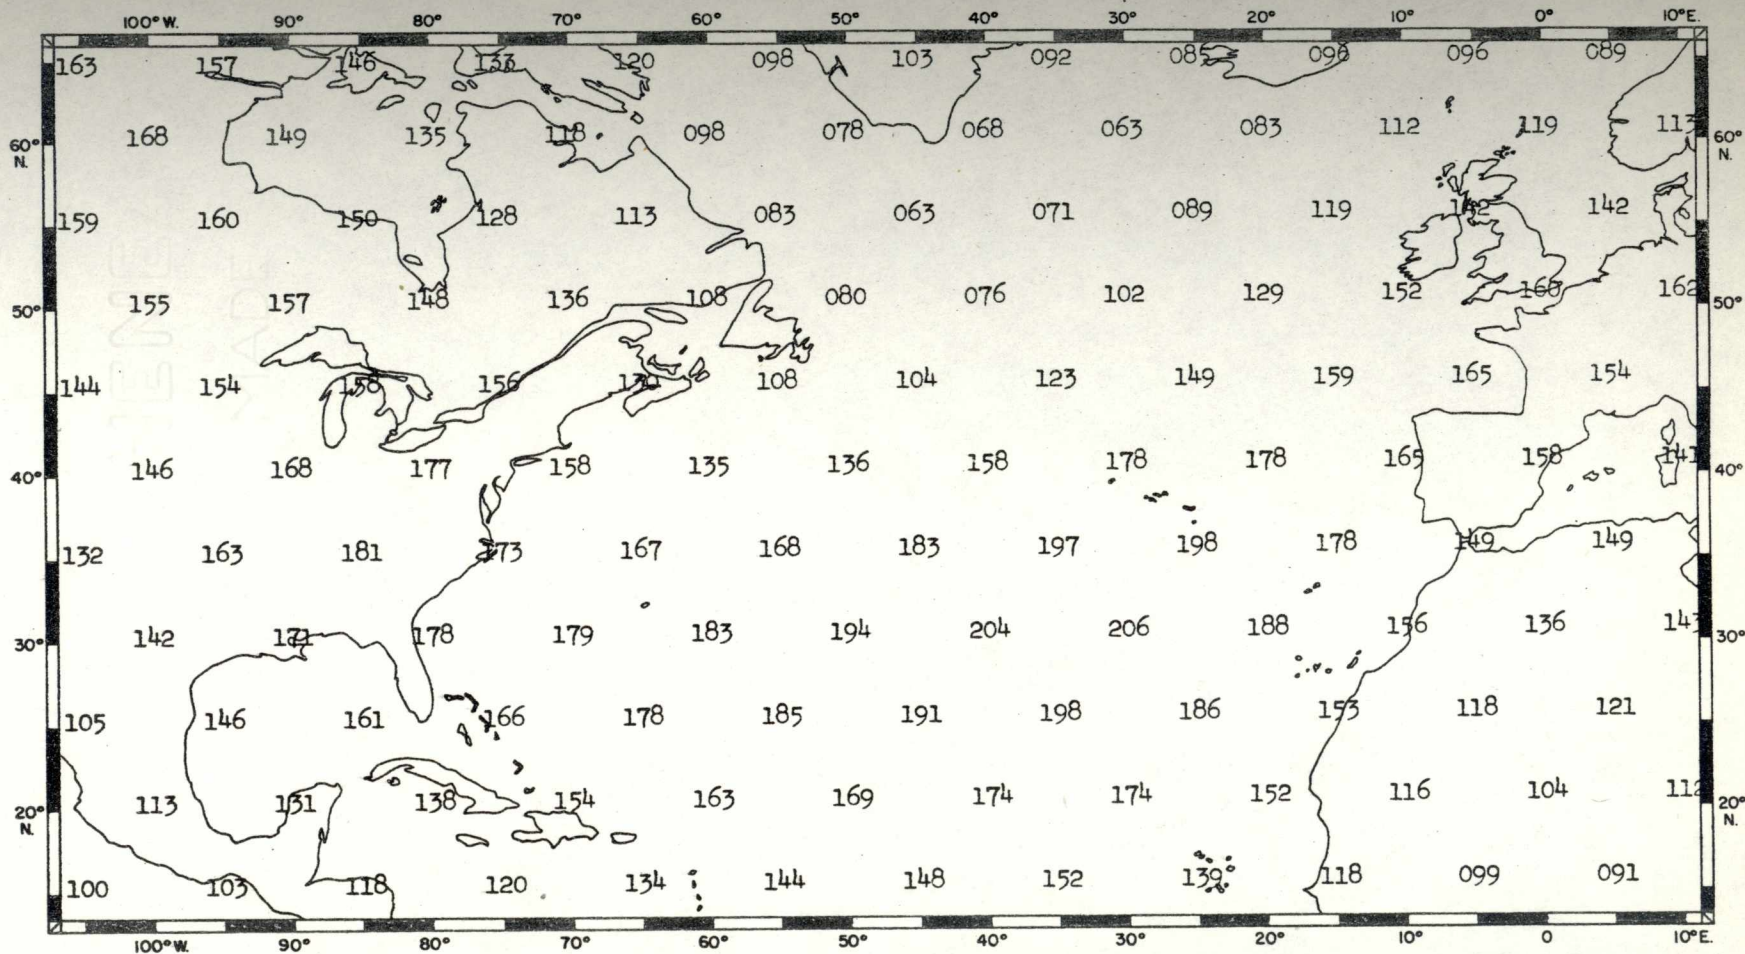 100° W. 90° 80° 70° 60° 50° 40° 30° 20° 10° 0° 10° E.
163 157 146 133 120 098 103 092 085 096 096 089
60° N. 168 149 135 118 098 078 068 063 083 112 119 113 60° N.
159 160 150 128 113 083 063 071 089 119 142 142
50° 155 157 148 136 108 080 076 102 129 152 160 162 50°
144 154 158 156 130 108 104 123 149 159 165 154
40° 146 168 177 158 135 136 158 178 178 165 158 141 40°
132 163 181 173 167 168 183 197 198 178 149 149
30° 142 171 178 179 183 194 204 206 188 156 136 143 30°
105 146 161 166 178 185 191 198 186 153 118 121
20° N. 113 131 138 154 163 169 174 174 152 116 104 112 20° N.
100 103 118 120 134 144 148 152 139 118 099 091
100° W. 90° 80° 70° 60° 50° 40° 30° 20° 10° 0 10° E.